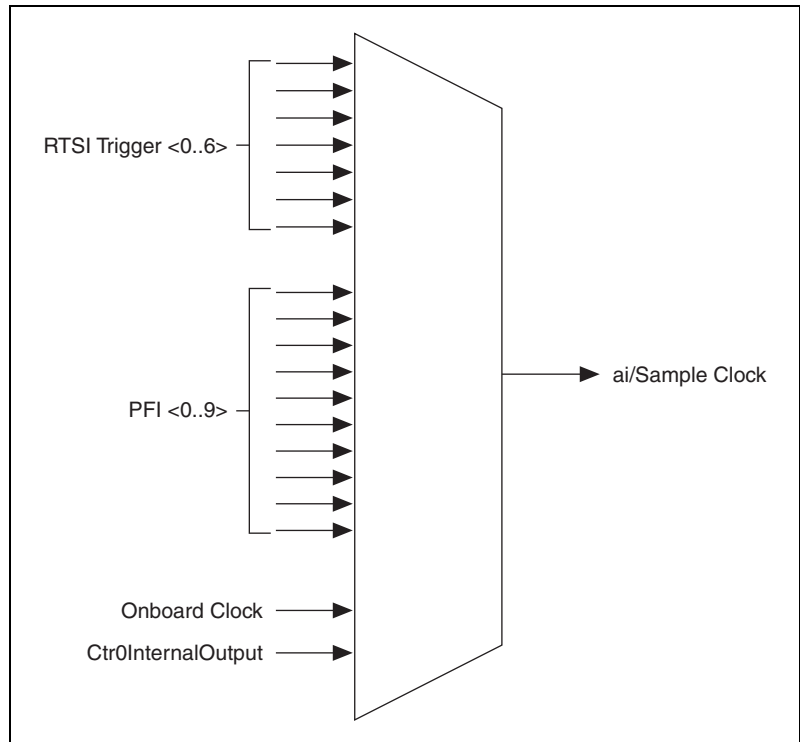 RTSI Trigger <0..6>
PFI <0..9>
ai/Sample Clock
Onboard Clock
Ctr0InternalOutput